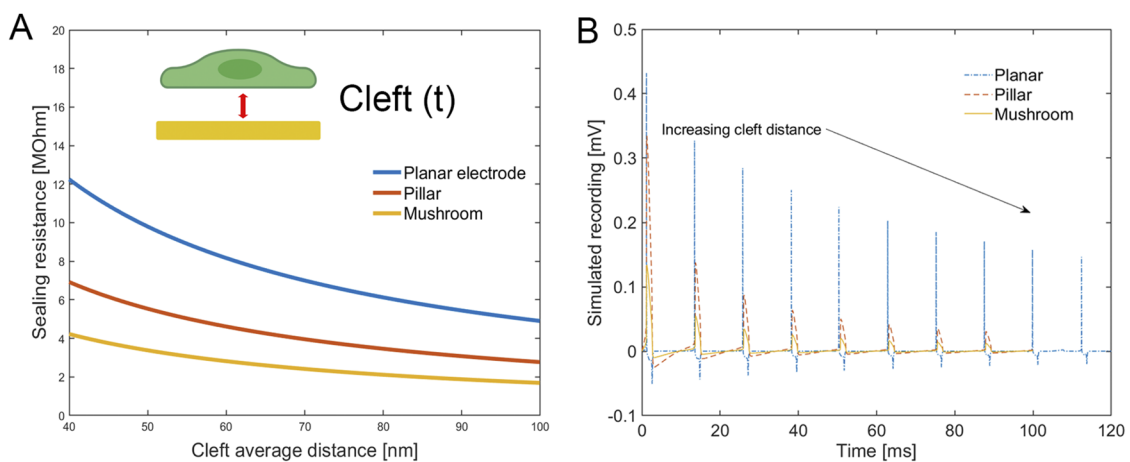 A
20
18
16
14
12
10
8
6
4
2
0
Sealing resistance [MOhm]
Cleft (t)
Planar electrode
Pillar
Mushroom
40
50
60
70
80
90
100
Cleft average distance [nm]
B
0.5
0.4
0.3
0.2
0.1
0
-0.1
Simulated recording [mV]
Planar
Pillar
Mushroom
Increasing cleft distance
0
20
40
60
80
100
120
Time [ms]